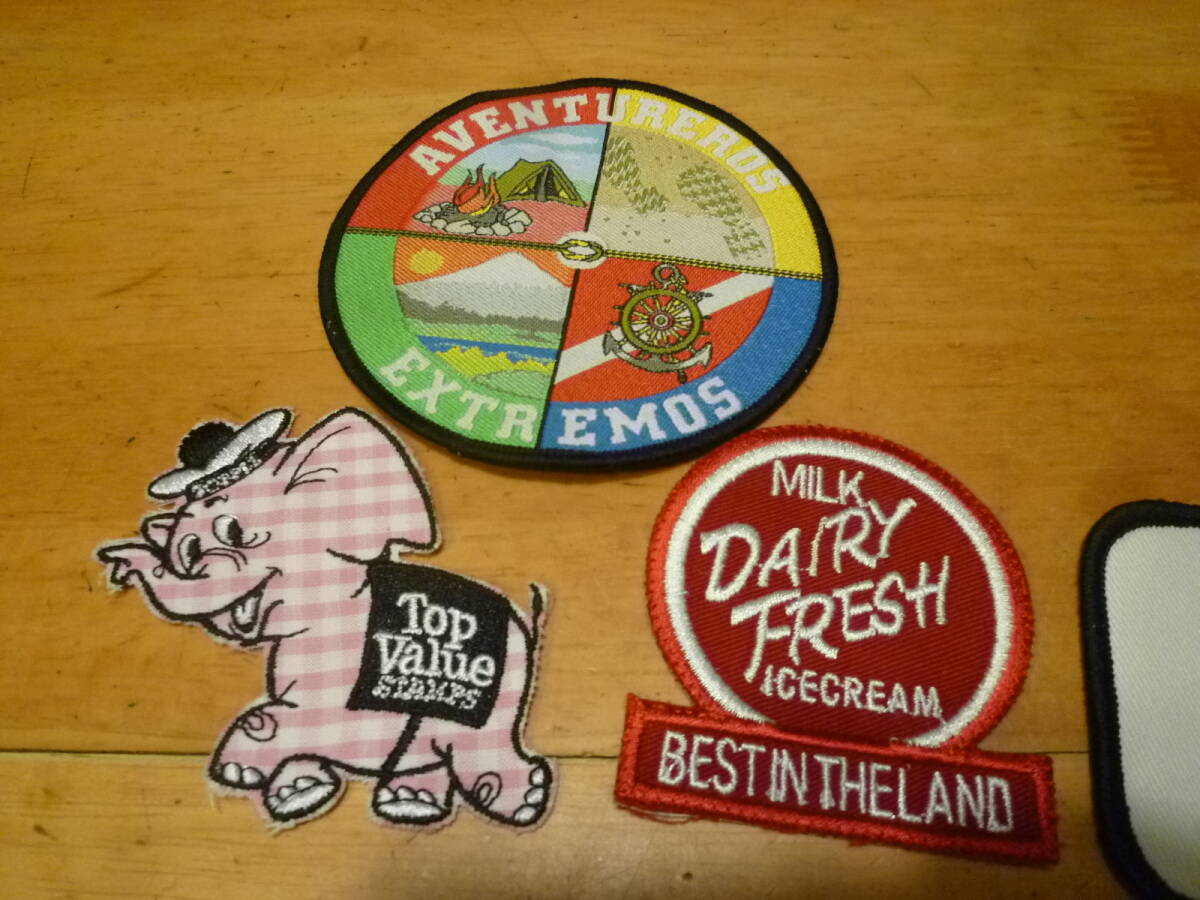 AVENTUREROS
EXTREMOS
Top
Value
STAMPS
MILK
DAIRY
FRESH
ICECREAM
BEST IN THE LAND